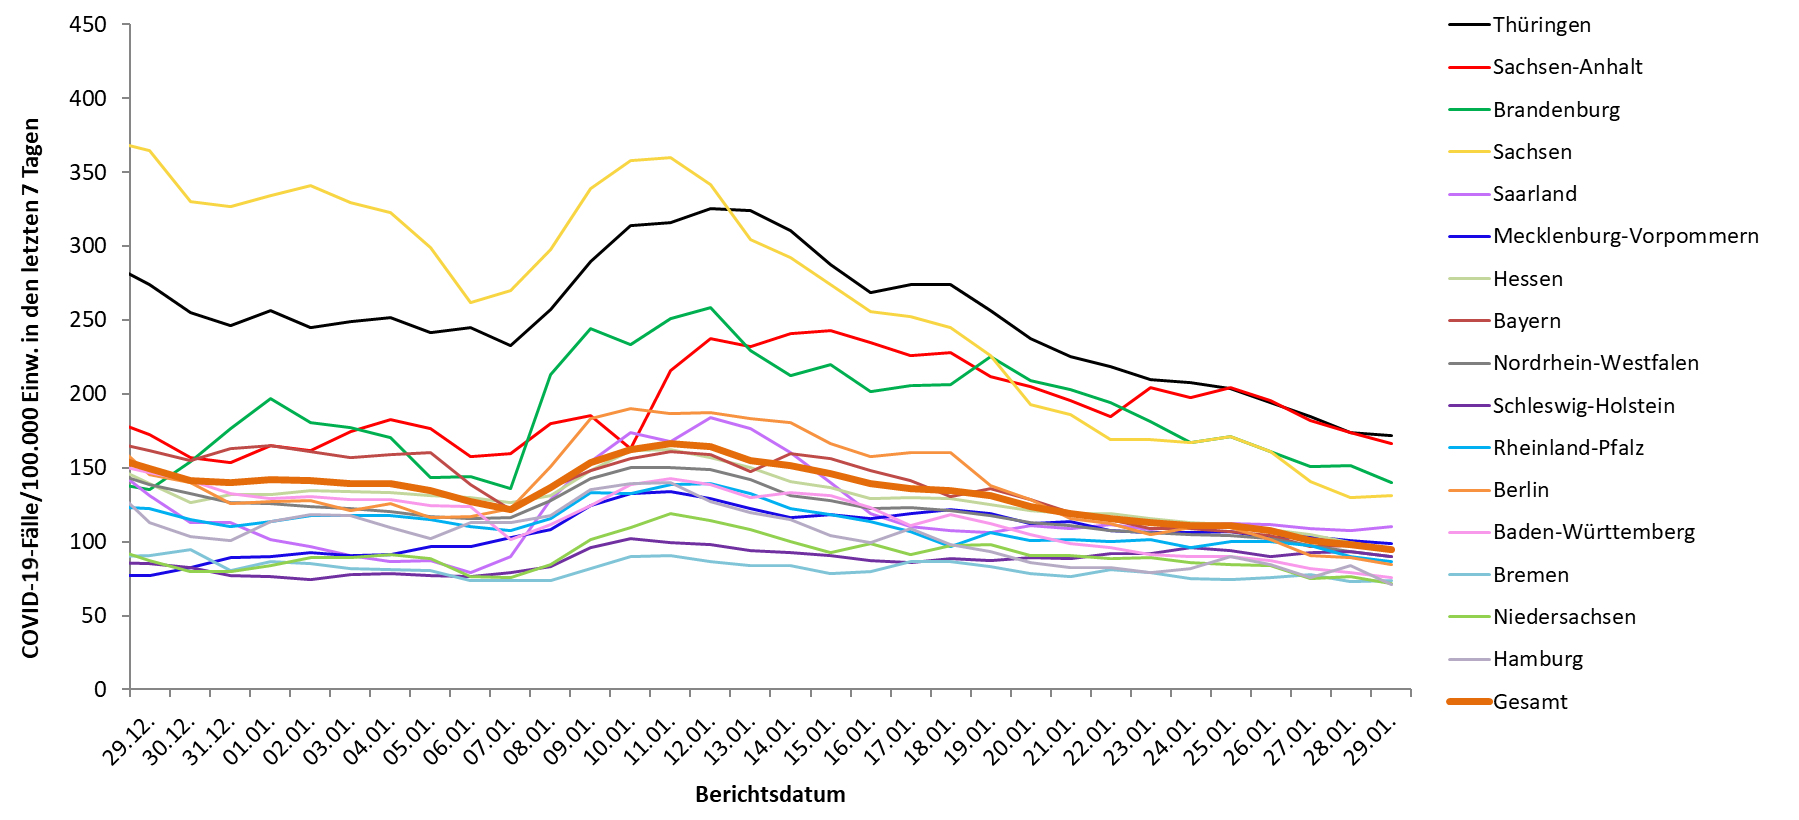 COVID-19-Fälle/100.000 Einw. in den letzten 7 Tagen
450
400
350
300
250
200
150
100
50
0
29.12.
30.12.
31.12.
01.01.
02.01.
03.01.
04.01.
05.01.
06.01.
07.01.
08.01.
09.01.
10.01.
11.01.
12.01.
13.01.
14.01.
15.01.
16.01.
17.01.
18.01.
19.01.
20.01.
21.01.
22.01.
23.01.
24.01.
25.01.
26.01.
27.01.
28.01.
29.01.
Berichtsdatum
Thüringen
Sachsen-Anhalt
Brandenburg
Sachsen
Saarland
Mecklenburg-Vorpommern
Hessen
Bayern
Nordrhein-Westfalen
Schleswig-Holstein
Rheinland-Pfalz
Berlin
Baden-Württemberg
Bremen
Niedersachsen
Hamburg
Gesamt